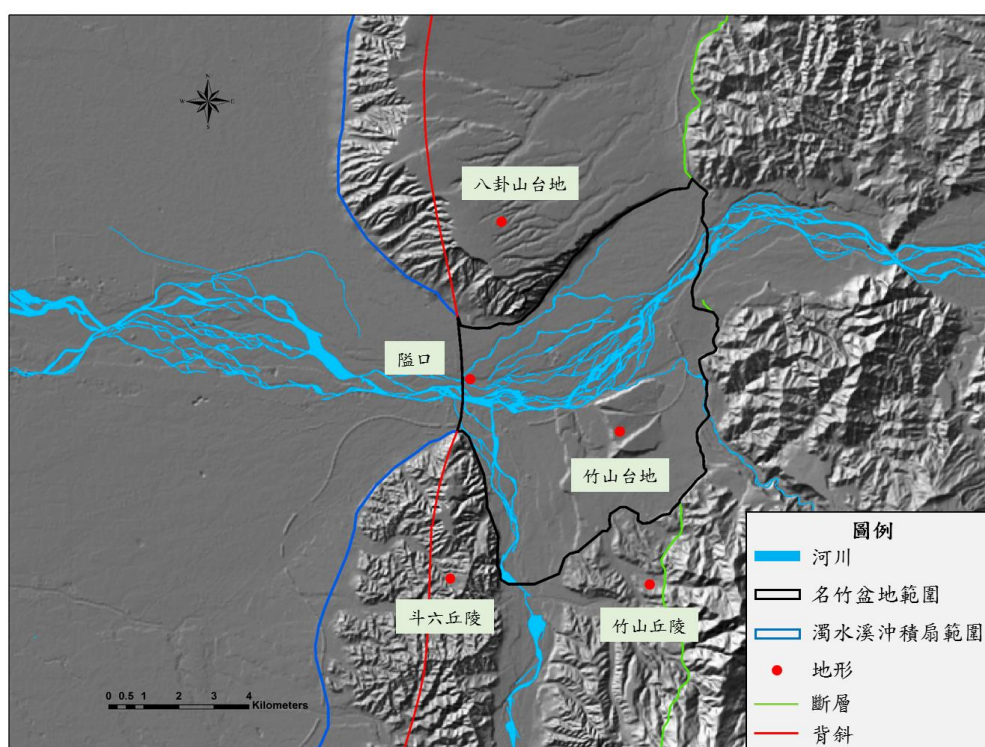 N
W
E
S
八卦山台地
隘口
竹山台地
斗六丘陵
竹山丘陵
0 0.5 1 2 3 4
Kilometers
圖例
河川
名竹盆地範圍
濁水溪沖積扇範圍
地形
斷層
背斜